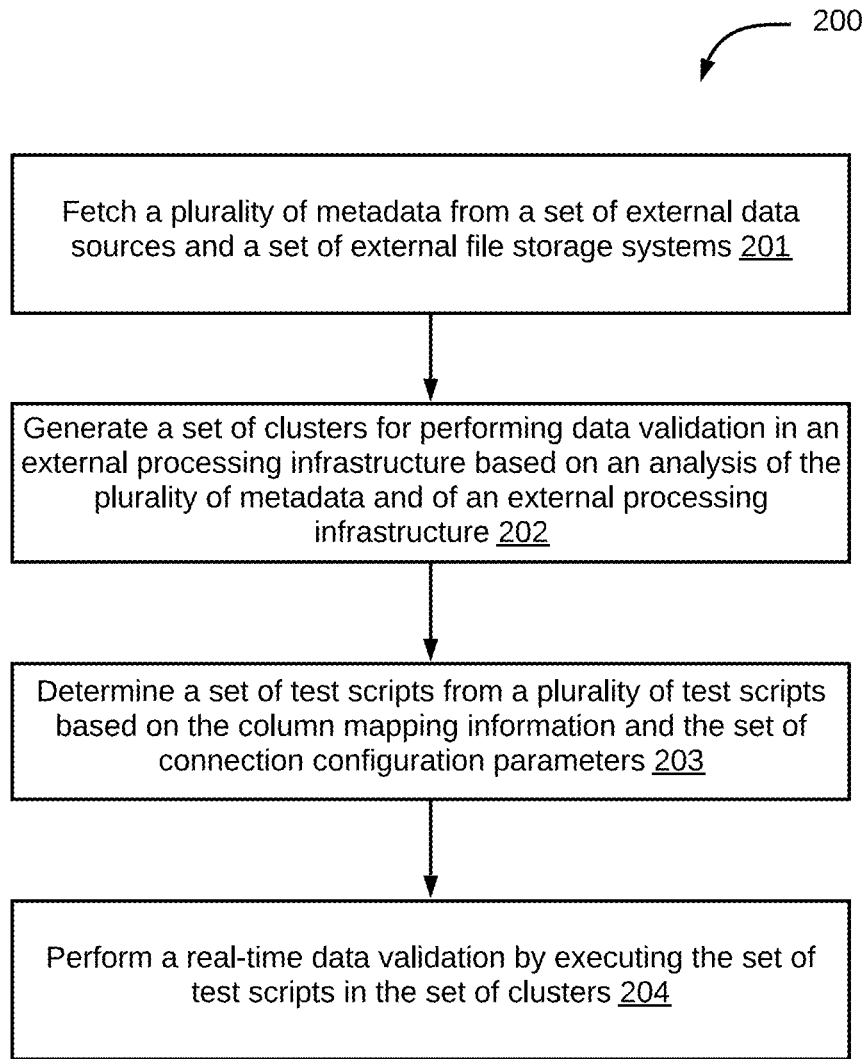 200
Fetch a plurality of metadata from a set of external data
sources and a set of external file storage systems 201
Generate a set of clusters for performing data validation in an
external processing infrastructure based on an analysis of the
plurality of metadata and of an external processing
infrastructure 202
Determine a set of test scripts from a plurality of test scripts
based on the column mapping information and the set of
connection configuration parameters 203
Perform a real-time data validation by executing the set of
test scripts in the set of clusters 204